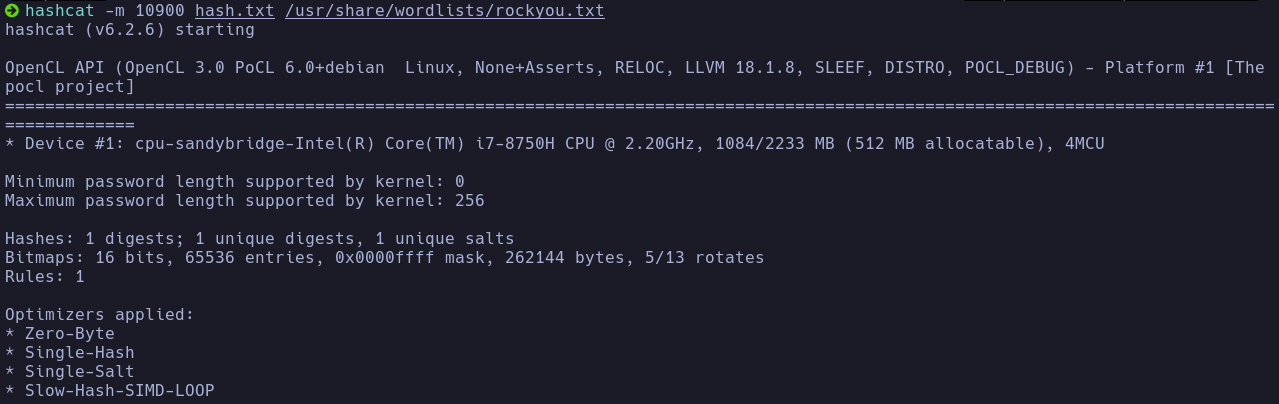 hashcat -m 10900 hash.txt /usr/share/wordlists/rockyou.txt
hashcat (v6.2.6) starting
OpenCL API (OpenCL 3.0 PoCL 6.0+debian  Linux, None+Asserts, RELOC, LLVM 18.1.8, SLEEF, DISTRO, POCL_DEBUG) - Platform #1 [The
pocl project]
===============================================================================================================================
=============
* Device #1: cpu-sandybridge-Intel(R) Core(TM) i7-8750H CPU @ 2.20GHz, 1084/2233 MB (512 MB allocatable), 4MCU
Minimum password length supported by kernel: 0
Maximum password length supported by kernel: 256
Hashes: 1 digests; 1 unique digests, 1 unique salts
Bitmaps: 16 bits, 65536 entries, 0x0000ffff mask, 262144 bytes, 5/13 rotates
Rules: 1
Optimizers applied:
* Zero-Byte
* Single-Hash
* Single-Salt
* Slow-Hash-SIMD-LOOP